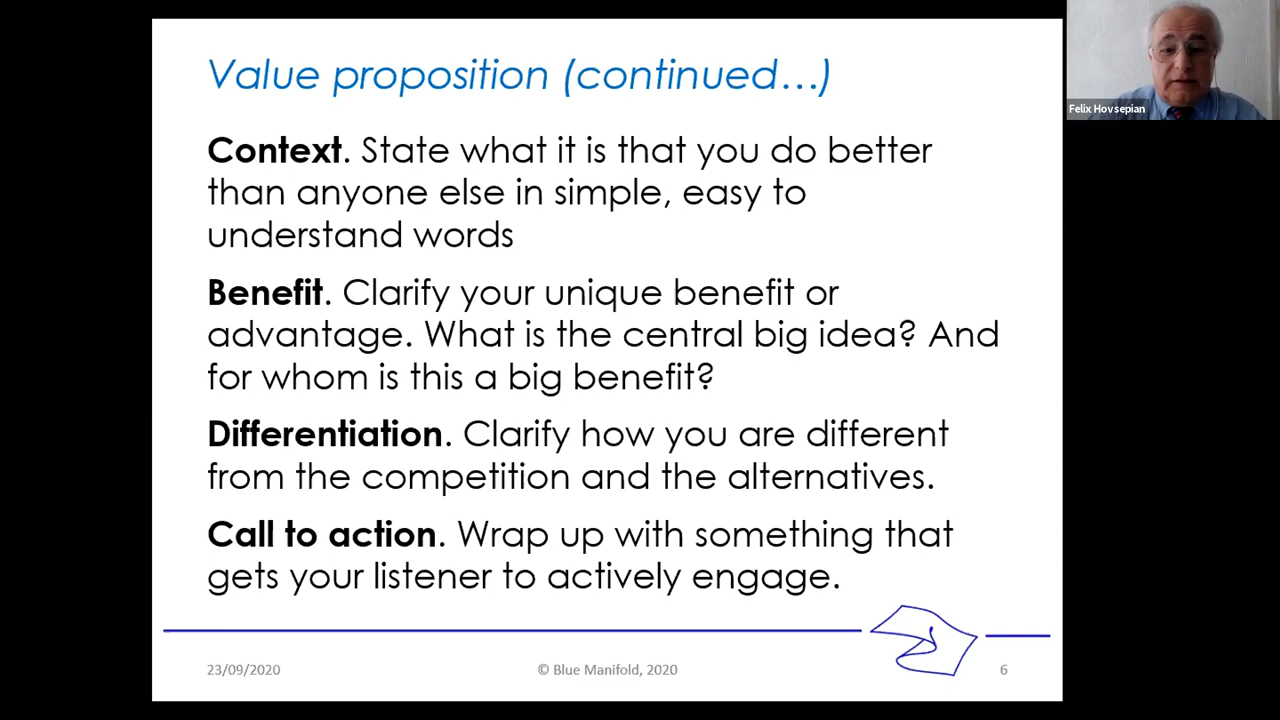 Value proposition (continued...)
Context. State what it is that you do better
than anyone else in simple, easy to
understand words
Benefit. Clarify your unique benefit or
advantage. What is the central big idea? And
for whom is this a big benefit?
Differentiation. Clarify how you are different
from the competition and the alternatives.
Call to action. Wrap up with something that
gets your listener to actively engage.
23/09/2020
© Blue Manifold, 2020
6
Felix Hovsepian